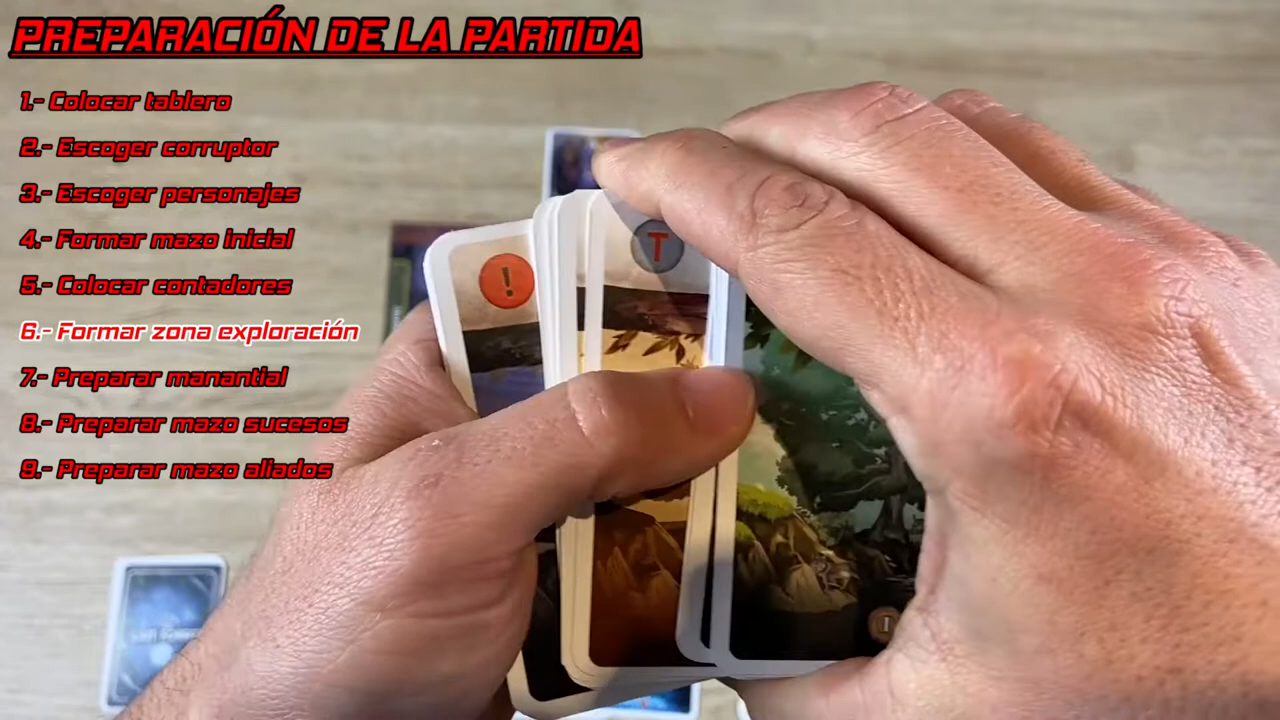 PREPARACIÓN DE LA PARTIDA
1.- Colocar tablero
2.- Escoger corruptor
3.- Escoger personajes
4.- Formar mazo inicial
5.- Colocar contadores
6.- Formar zona exploración
7.- Preparar manantial
8.- Preparar mazo sucesos
9.- Preparar mazo aliados
!
T
I